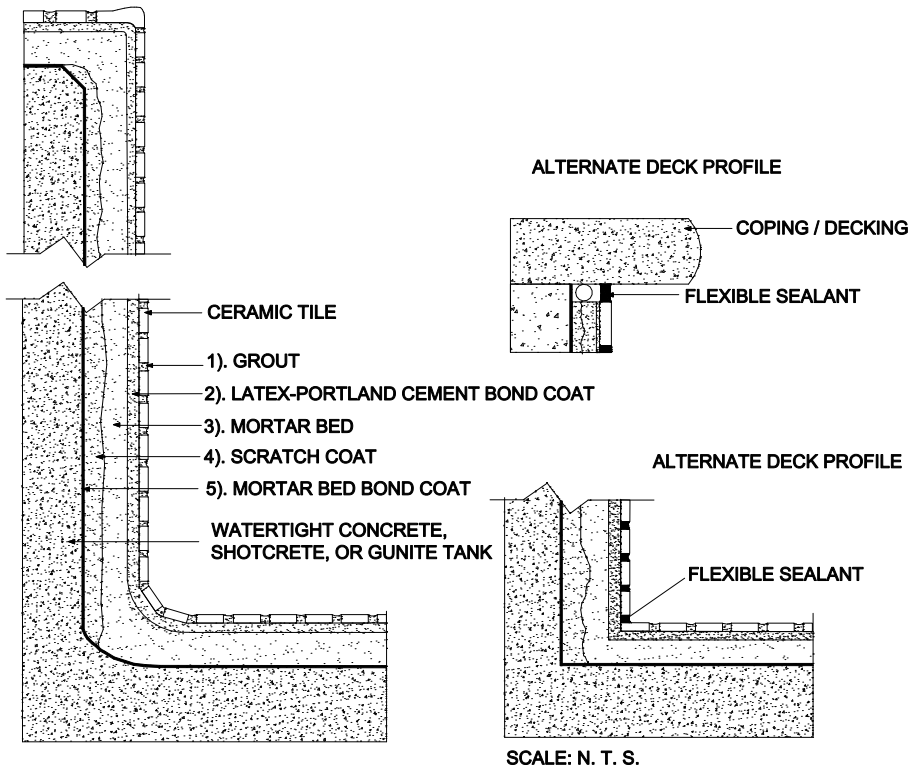 ALTERNATE DECK PROFILE
COPING / DECKING
FLEXIBLE SEALANT
CERAMIC TILE
1). GROUT
2). LATEX-PORTLAND CEMENT BOND COAT
3). MORTAR BED
4). SCRATCH COAT
5). MORTAR BED BOND COAT
WATERTIGHT CONCRETE,
SHOTCRETE, OR GUNITE TANK
ALTERNATE DECK PROFILE
FLEXIBLE SEALANT
SCALE: N. T. S.